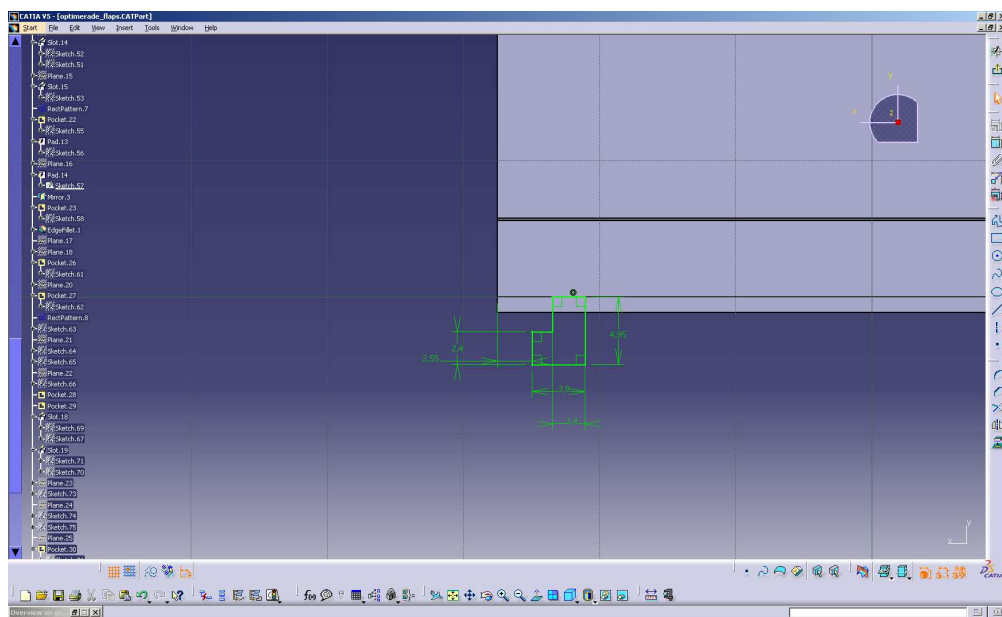 CATIA V5 - [optimerade_flaps.CATPart]
Start File Edit View Insert Tools Window Help
Slot.14
Sketch.52
Sketch.51
Plane.15
Slot.15
Sketch.53
RectPattern.7
Pocket.22
Sketch.55
Pad.13
Sketch.56
Plane.16
Pad.14
Sketch.57
Mirror.3
Pocket.23
Sketch.58
EdgeFillet.1
Plane.17
Plane.18
Pocket.26
Sketch.61
Plane.20
Pocket.27
Sketch.62
RectPattern.8
Sketch.63
Plane.21
Sketch.64
Sketch.65
Plane.22
Sketch.66
Pocket.28
Pocket.29
Slot.18
Sketch.69
Sketch.67
Slot.19
Sketch.71
Sketch.70
Plane.23
Sketch.73
Plane.24
Sketch.74
Sketch.75
Plane.25
Pocket.30
y
x
z
4,95
2,4
2,55
3,9
2,4
y
x
CATIA
f(x)
Overview on